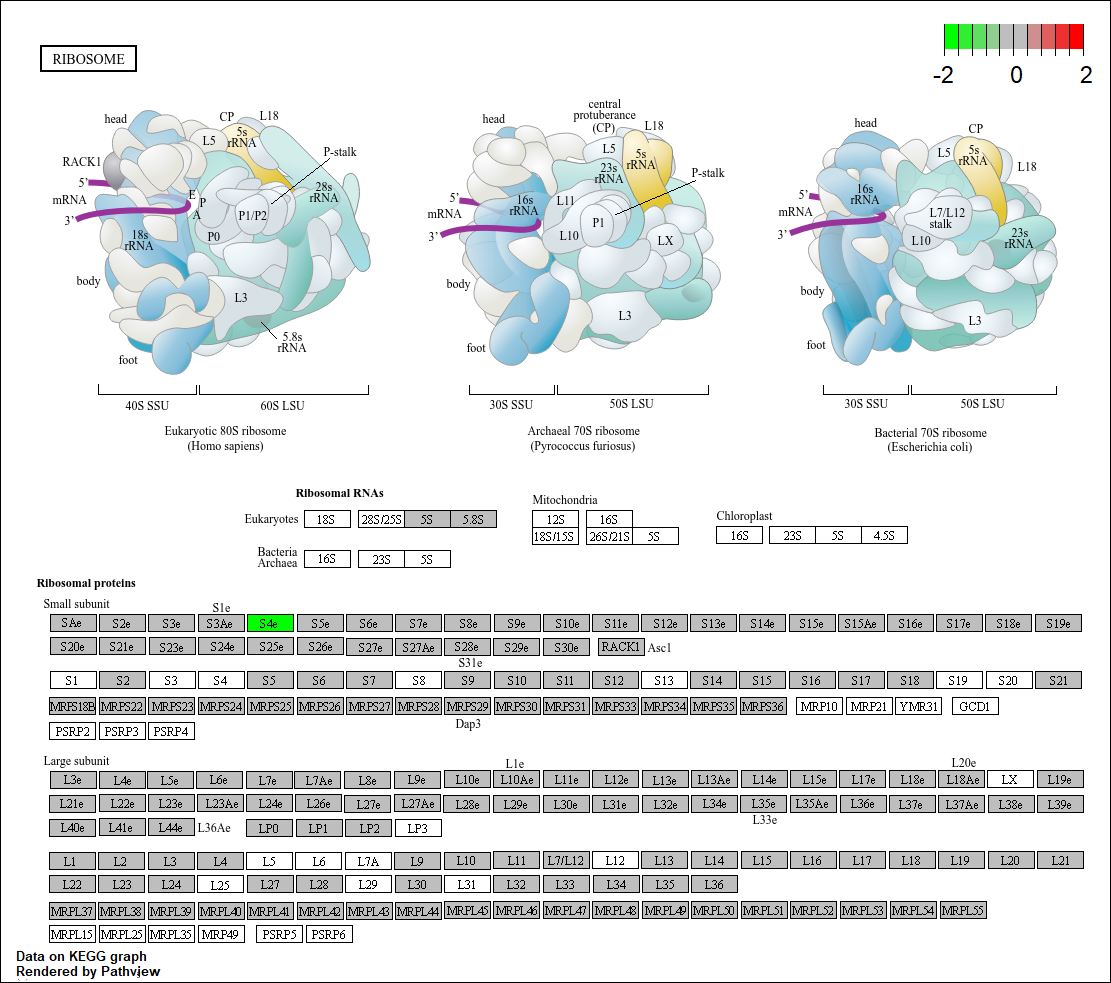 RIBOSOME
-2 0 2
head
CP
L18
L5
5s
rRNA
RACK1
P-stalk
5'
mRNA
3'
E
P
A
P1/P2
28s
rRNA
P0
18s
rRNA
body
L3
5.8s
rRNA
foot
40S SSU
60S LSU
Eukaryotic 80S ribosome
(Homo sapiens)
head
central
protuberance
(CP)
L18
L5
5s
rRNA
23s
rRNA
P-stalk
5'
mRNA
3'
16s
rRNA
L11
P1
L10
LX
body
L3
foot
30S SSU
50S LSU
Archaeal 70S ribosome
(Pyrococcus furiosus)
head
CP
L5
5s
rRNA
L18
16s
rRNA
5'
mRNA
3'
L7/L12
stalk
L10
23s
rRNA
body
L3
foot
30S SSU
50S LSU
Bacterial 70S ribosome
(Escherichia coli)
Ribosomal RNAs
Eukaryotes 18S 28S/25S 5S 5.8S
Bacteria
Archaea
16S 23S 5S
Mitochondria
12S 16S
18S/15S 26S/21S 5S
Chloroplast
16S 23S 5S 4.5S
Ribosomal proteins
Small subunit
S1e
SAe S2e S3e S3Ae S4e S5e S6e S7e S8e S9e S10e S11e S12e S13e S14e S15e S15Ae S16e S17e S18e S19e
S20e S21e S23e S24e S25e S26e S27e S27Ae S28e S29e S30e RACK1 Asc1
S31e
S1 S2 S3 S4 S5 S6 S7 S8 S9 S10 S11 S12 S13 S14 S15 S16 S17 S18 S19 S20 S21
MRPS18B MRPS22 MRPS23 MRPS24 MRPS25 MRPS26 MRPS27 MRPS28 MRPS29 MRPS30 MRPS31 MRPS33 MRPS34 MRPS35 MRPS36 MRP10 MRP21 YMR31 GCD1
Dap3
PSRP2 PSRP3 PSRP4
Large subunit
L1e
L20e
L3e L4e L5e L6e L7e L7Ae L8e L9e L10e L10Ae L11e L12e L13e L13Ae L14e L15e L17e L18e L18Ae LX L19e
L21e L22e L23e L23Ae L24e L26e L27e L27Ae L28e L29e L30e L31e L32e L34e L35e L35Ae L36e L37e L37Ae L38e L39e
L33e
L40e L41e L44e L36Ae LP0 LP1 LP2 LP3
L1 L2 L3 L4 L5 L6 L7A L9 L10 L11 L7/L12 L12 L13 L14 L15 L16 L17 L18 L19 L20 L21
L22 L23 L24 L25 L27 L28 L29 L30 L31 L32 L33 L34 L35 L36
MRPL37 MRPL38 MRPL39 MRPL40 MRPL41 MRPL42 MRPL43 MRPL44 MRPL45 MRPL46 MRPL47 MRPL48 MRPL49 MRPL50 MRPL51 MRPL52 MRPL53 MRPL54 MRPL55
MRPL15 MRPL25 MRPL35 MRP49 PSRP5 PSRP6
Data on KEGG graph
Rendered by Pathview